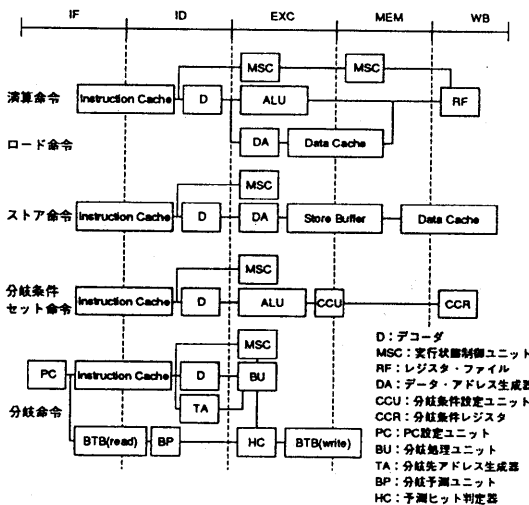 IF ID EXC MEM WB
MSC MSC
演算命令 Instruction Cache D ALU RF
ロード命令 DA Data Cache
MSC
ストア命令 Instruction Cache D DA Store Buffer Data Cache
MSC
分岐条件
セット命令 Instruction Cache D ALU CCU CCR
MSC
PC Instruction Cache D BU
分岐命令 TA
BTB(read) BP HC BTB(write)
D：デコーダ
MSC：実行状態制御ユニット
RF：レジスタ・ファイル
DA：データ・アドレス生成器
CCU：分岐条件設定ユニット
CCR：分岐条件レジスタ
PC：PC設定ユニット
BU：分岐処理ユニット
TA：分岐先アドレス生成器
BP：分岐予測ユニット
HC：予測ヒット判定器